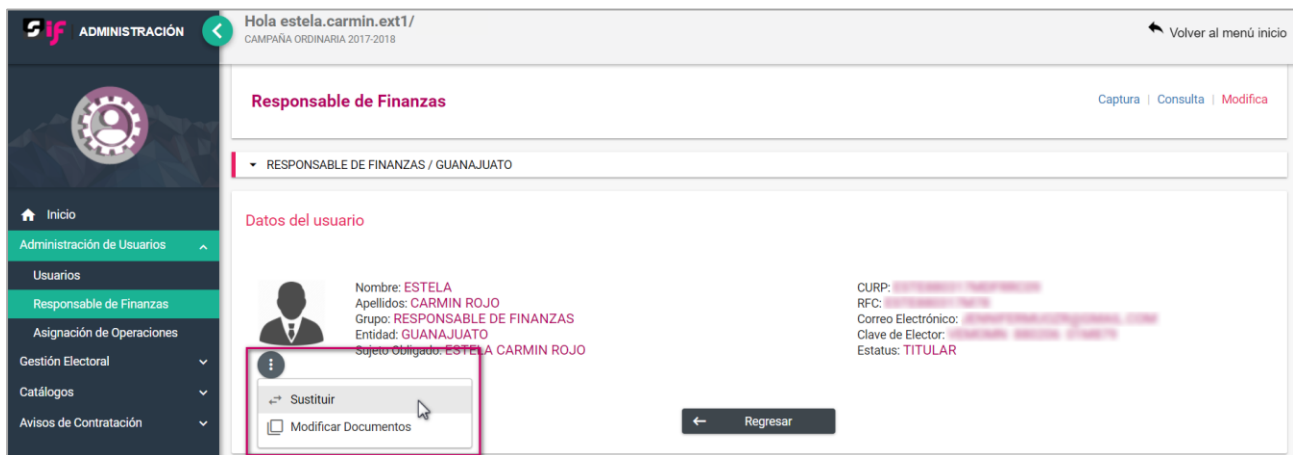 sif ADMINISTRACIÓN
Hola estela.carmin.ext1/
CAMPAÑA ORDINARIA 2017-2018
Volver al menú inicio
Responsable de Finanzas
Captura | Consulta | Modifica
RESPONSABLE DE FINANZAS / GUANAJUATO
Inicio
Administración de Usuarios
Usuarios
Responsable de Finanzas
Asignación de Operaciones
Gestión Electoral
Catálogos
Avisos de Contratación
Datos del usuario
Nombre: ESTELA
Apellidos: CARMIN ROJO
Grupo: RESPONSABLE DE FINANZAS
Entidad: GUANAJUATO
Sujeto Obligado: ESTELA CARMIN ROJO
CURP:
RFC:
Correo Electrónico:
Clave de Elector:
Estatus: TITULAR
Sustituir
Modificar Documentos
Regresar